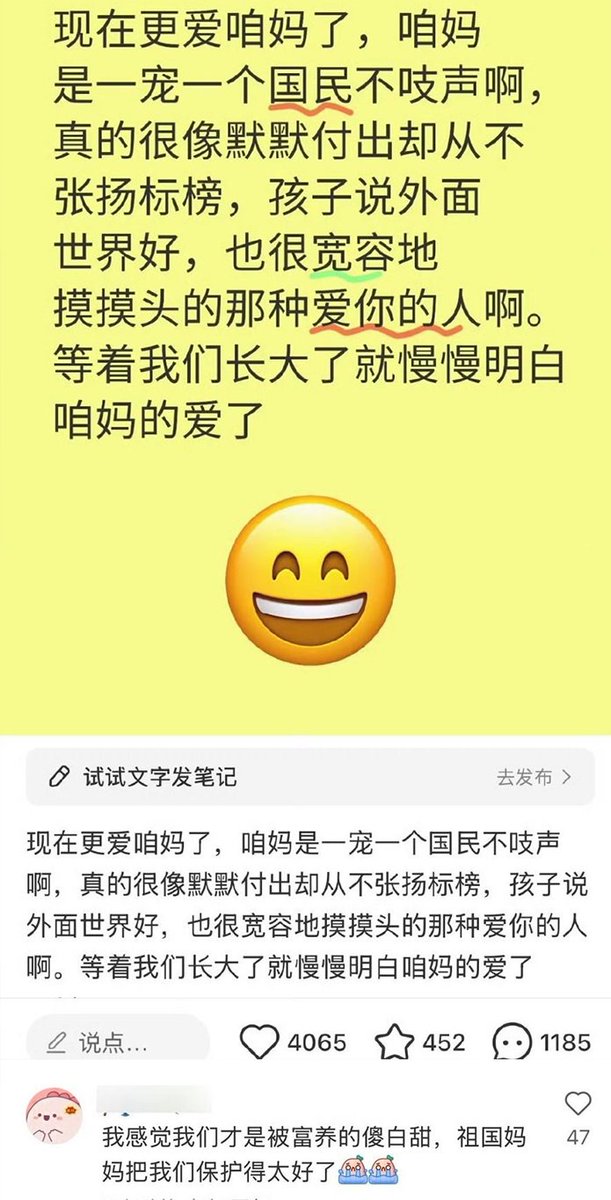 现在更爱咱妈了，咱妈
是一宠一个国民不吱声啊，
真的很像默默付出却从不
张扬标榜，孩子说外面
世界好，也很宽容地
摸摸头的那种爱你的人啊。
等着我们长大了就慢慢明白
咱妈的爱了
试试文字发笔记
去发布
现在更爱咱妈了，咱妈是一宠一个国民不吱声
啊，真的很像默默付出却从不张扬标榜，孩子说
外面世界好，也很宽容地摸摸头的那种爱你的人
啊。等着我们长大了就慢慢明白咱妈的爱了
说点...
4065
452
1185
我感觉我们才是被富养的傻白甜，祖国妈
妈把我们保护得太好了
47